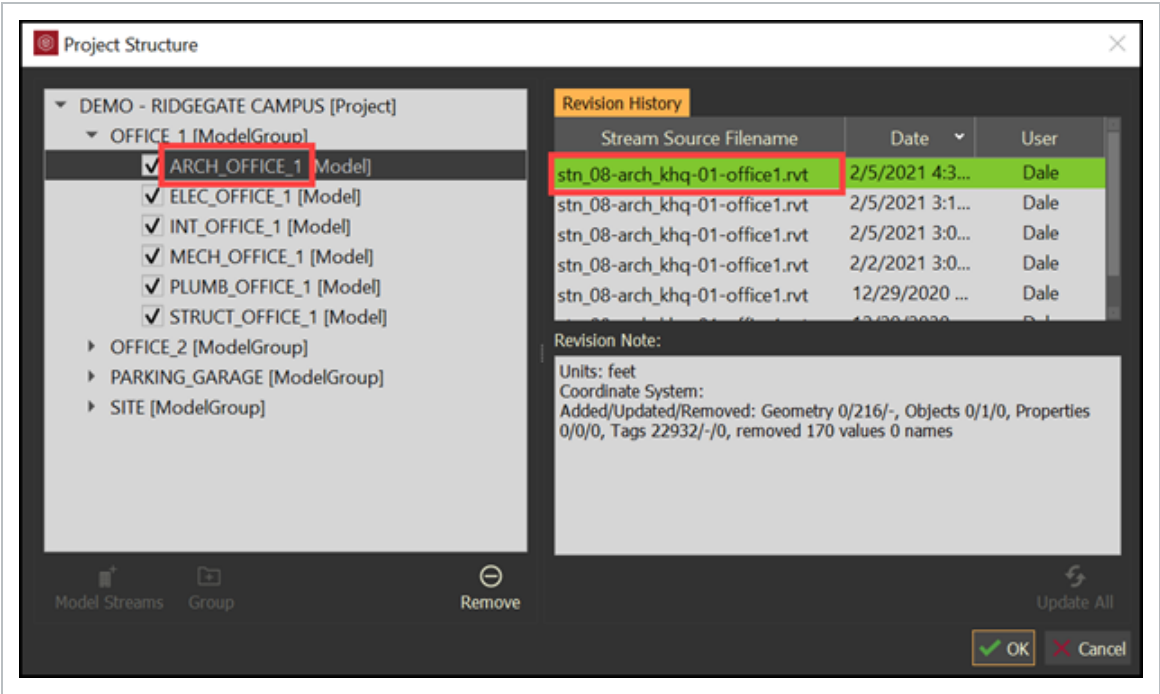 Project Structure
DEMO - RIDGEGATE CAMPUS [Project]
OFFICE_1 [ModelGroup]
ARCH_OFFICE_1 [Model]
ELEC_OFFICE_1 [Model]
INT_OFFICE_1 [Model]
MECH_OFFICE_1 [Model]
PLUMB_OFFICE_1 [Model]
STRUCT_OFFICE_1 [Model]
OFFICE_2 [ModelGroup]
PARKING_GARAGE [ModelGroup]
SITE [ModelGroup]
Model Streams Group Remove
Revision History
Stream Source Filename Date User
stn_08-arch_khq-01-office1.rvt 2/5/2021 4:3... Dale
stn_08-arch_khq-01-office1.rvt 2/5/2021 3:1... Dale
stn_08-arch_khq-01-office1.rvt 2/5/2021 3:0... Dale
stn_08-arch_khq-01-office1.rvt 2/2/2021 3:0... Dale
stn_08-arch_khq-01-office1.rvt 12/29/2020 ... Dale
Revision Note:
Units: feet
Coordinate System:
Added/Updated/Removed: Geometry 0/216/-, Objects 0/1/0, Properties
0/0/0, Tags 22932/-/0, removed 170 values 0 names
Update All
OK Cancel